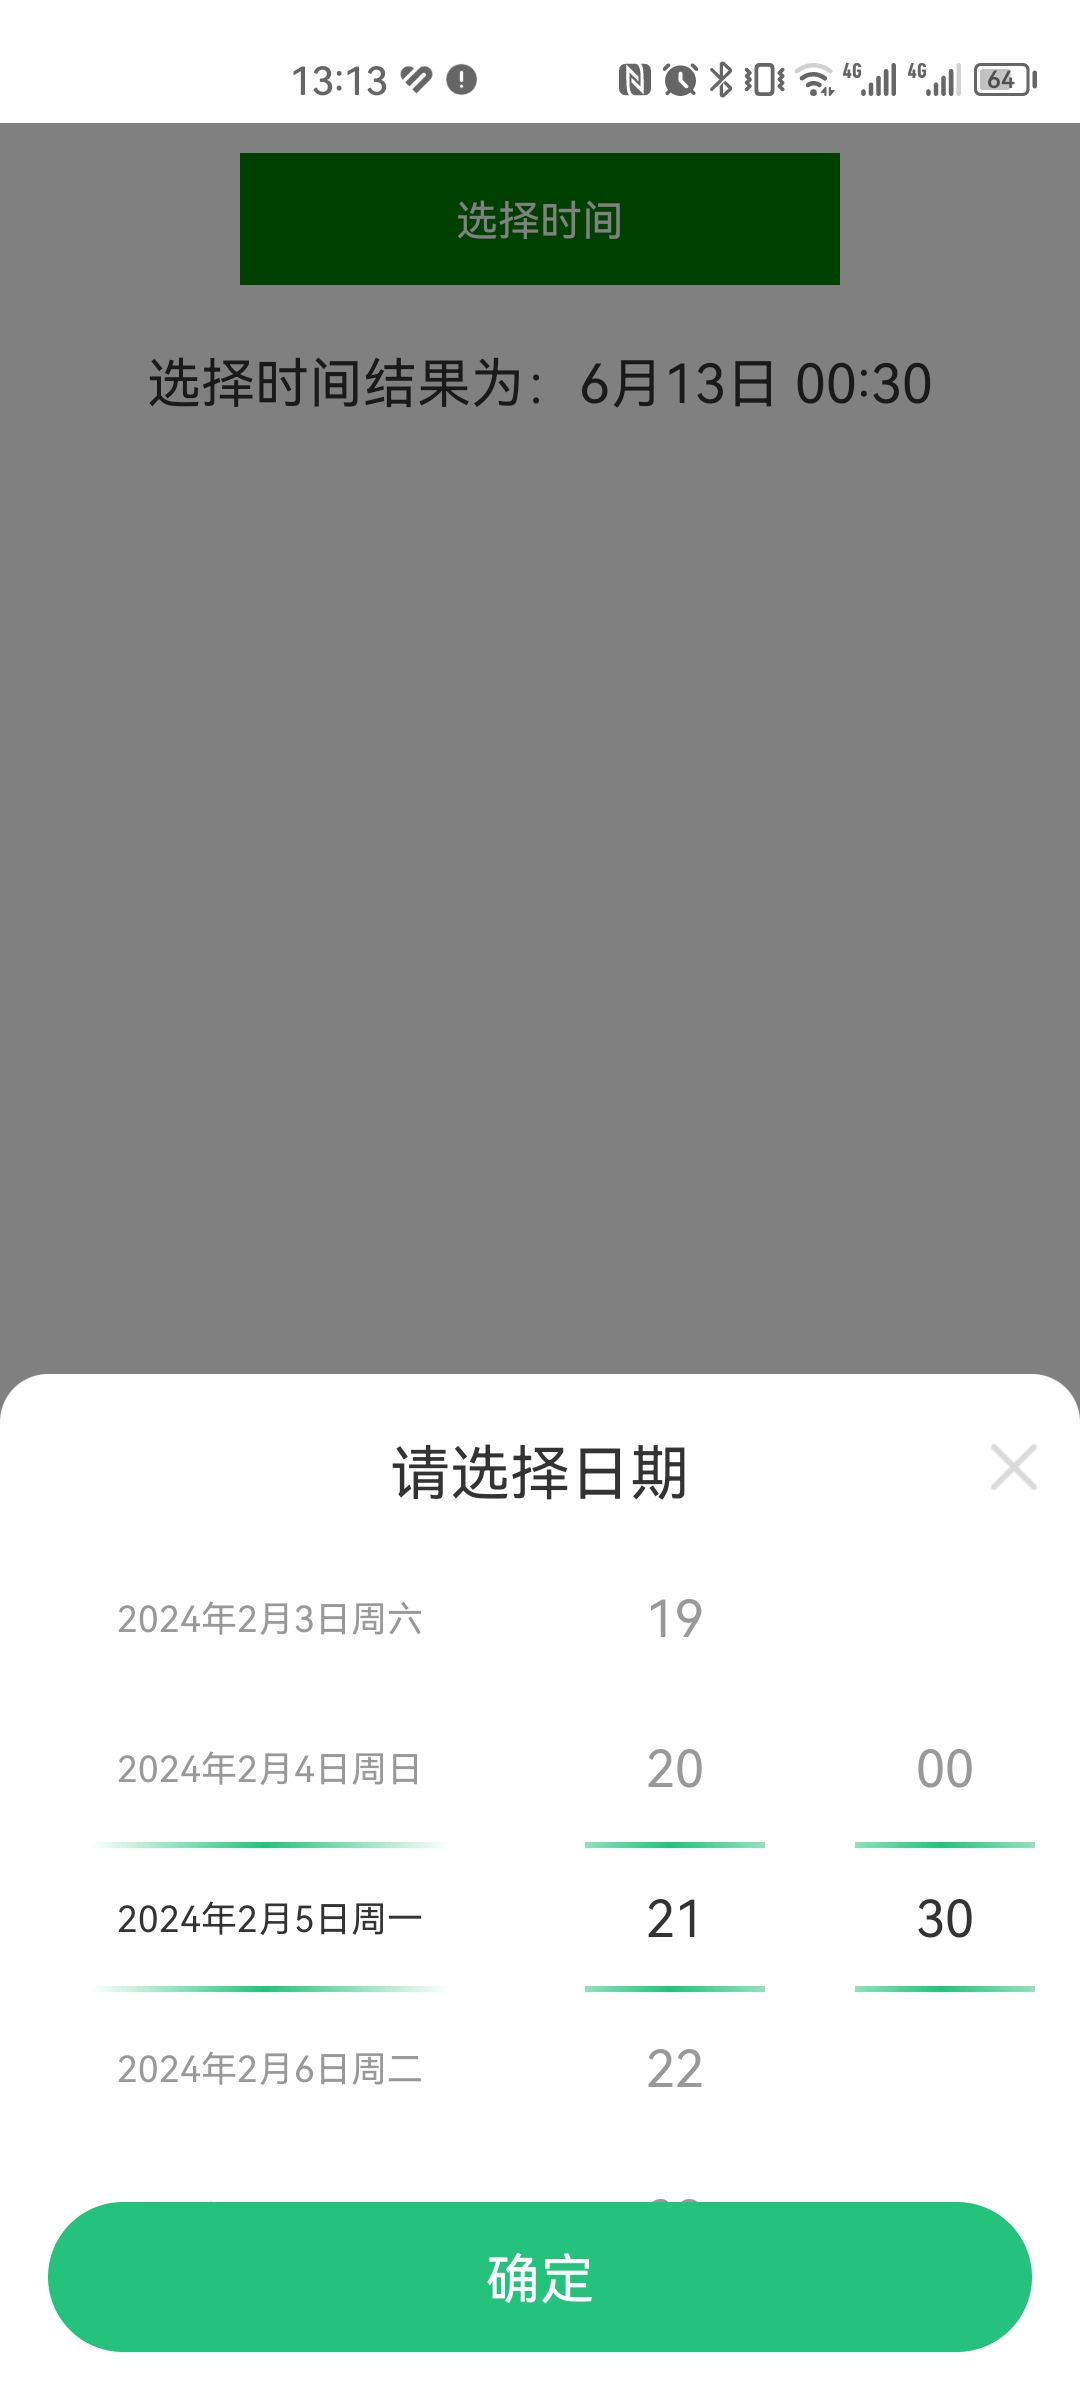 13:13 4G 4G 64
选择时间
选择时间结果为：6月13日 00:30
请选择日期
2024年2月3日周六 19
2024年2月4日周日 20 00
2024年2月5日周一 21 30
2024年2月6日周二 22
确定